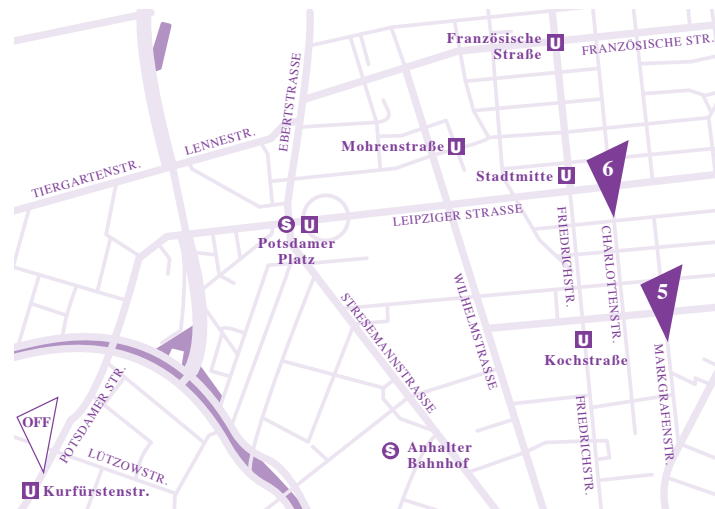 Französische
Straße
U
FRANZÖSISCHE STR.
EBERTSTRASSE
LENNESTR.
Mohrenstraße U
TIERGARTENSTR.
Stadtmitte U
6
LEIPZIGER STRASSE
S U
Potsdamer
Platz
FRIEDRICHSTR.
CHARLOTTENSTR.
5
WILHELMSTRASSE
STRESEMANNSTRASSE
U
Kochstraße
MARKGRAFENSTR.
POTSDAMER STR.
OFF
FRIEDRICHSTR.
LUTZOWSTR.
S Anhalter
Bahnhof
U Kurfürstenstr.